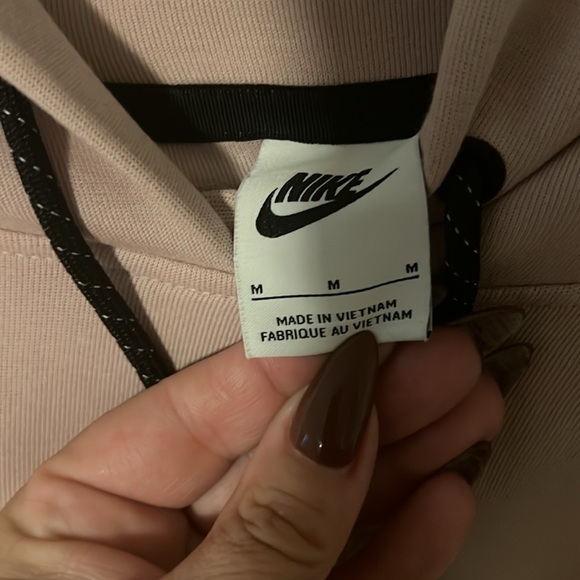 NIKE
M M M
MADE IN VIETNAM
FABRIQUE AU VIETNAM